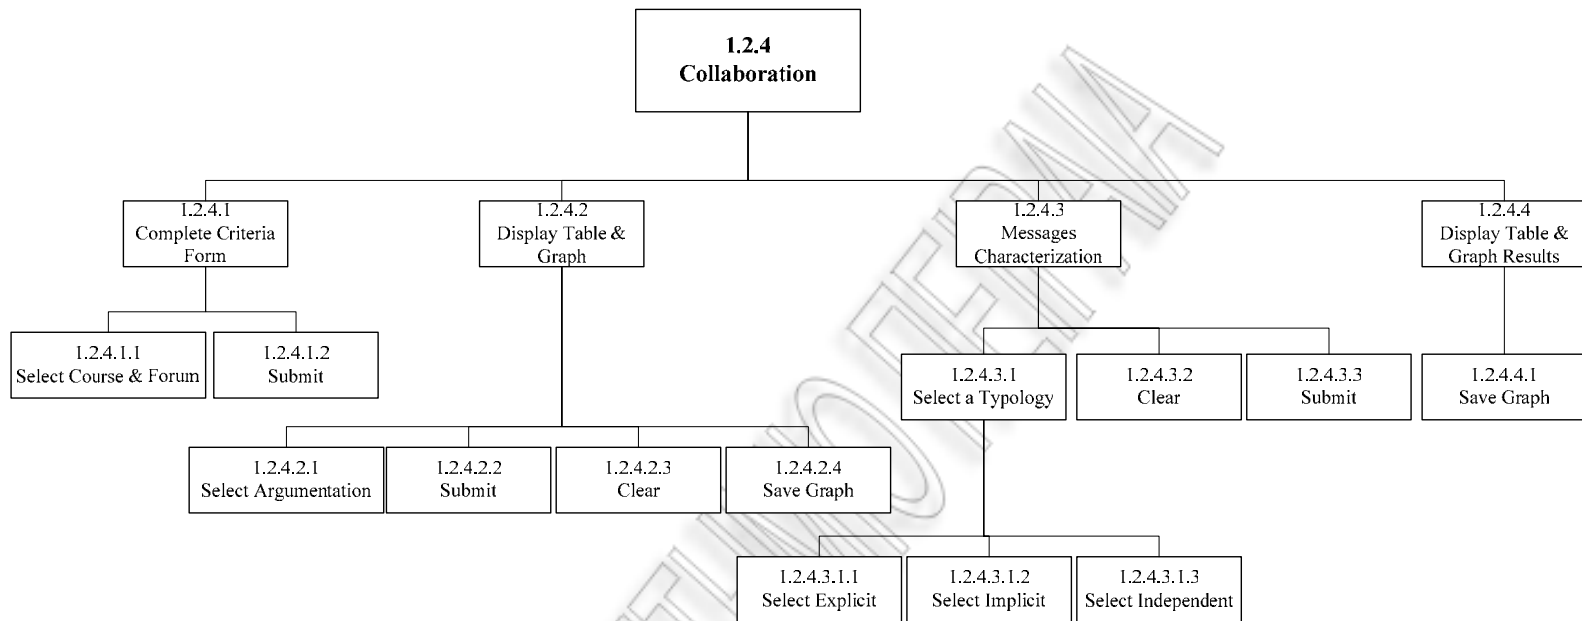 1.2.4
Collaboration
1.2.4.1
Complete Criteria
Form
1.2.4.2
Display Table &
Graph
1.2.4.3
Messages
Characterization
1.2.4.4
Display Table &
Graph Results
1.2.4.1.1
Select Course & Forum
1.2.4.1.2
Submit
1.2.4.3.1
Select a Typology
1.2.4.3.2
Clear
1.2.4.3.3
Submit
1.2.4.4.1
Save Graph
1.2.4.2.1
Select Argumentation
1.2.4.2.2
Submit
1.2.4.2.3
Clear
1.2.4.2.4
Save Graph
1.2.4.3.1.1
Select Explicit
1.2.4.3.1.2
Select Implicit
1.2.4.3.1.3
Select Independent